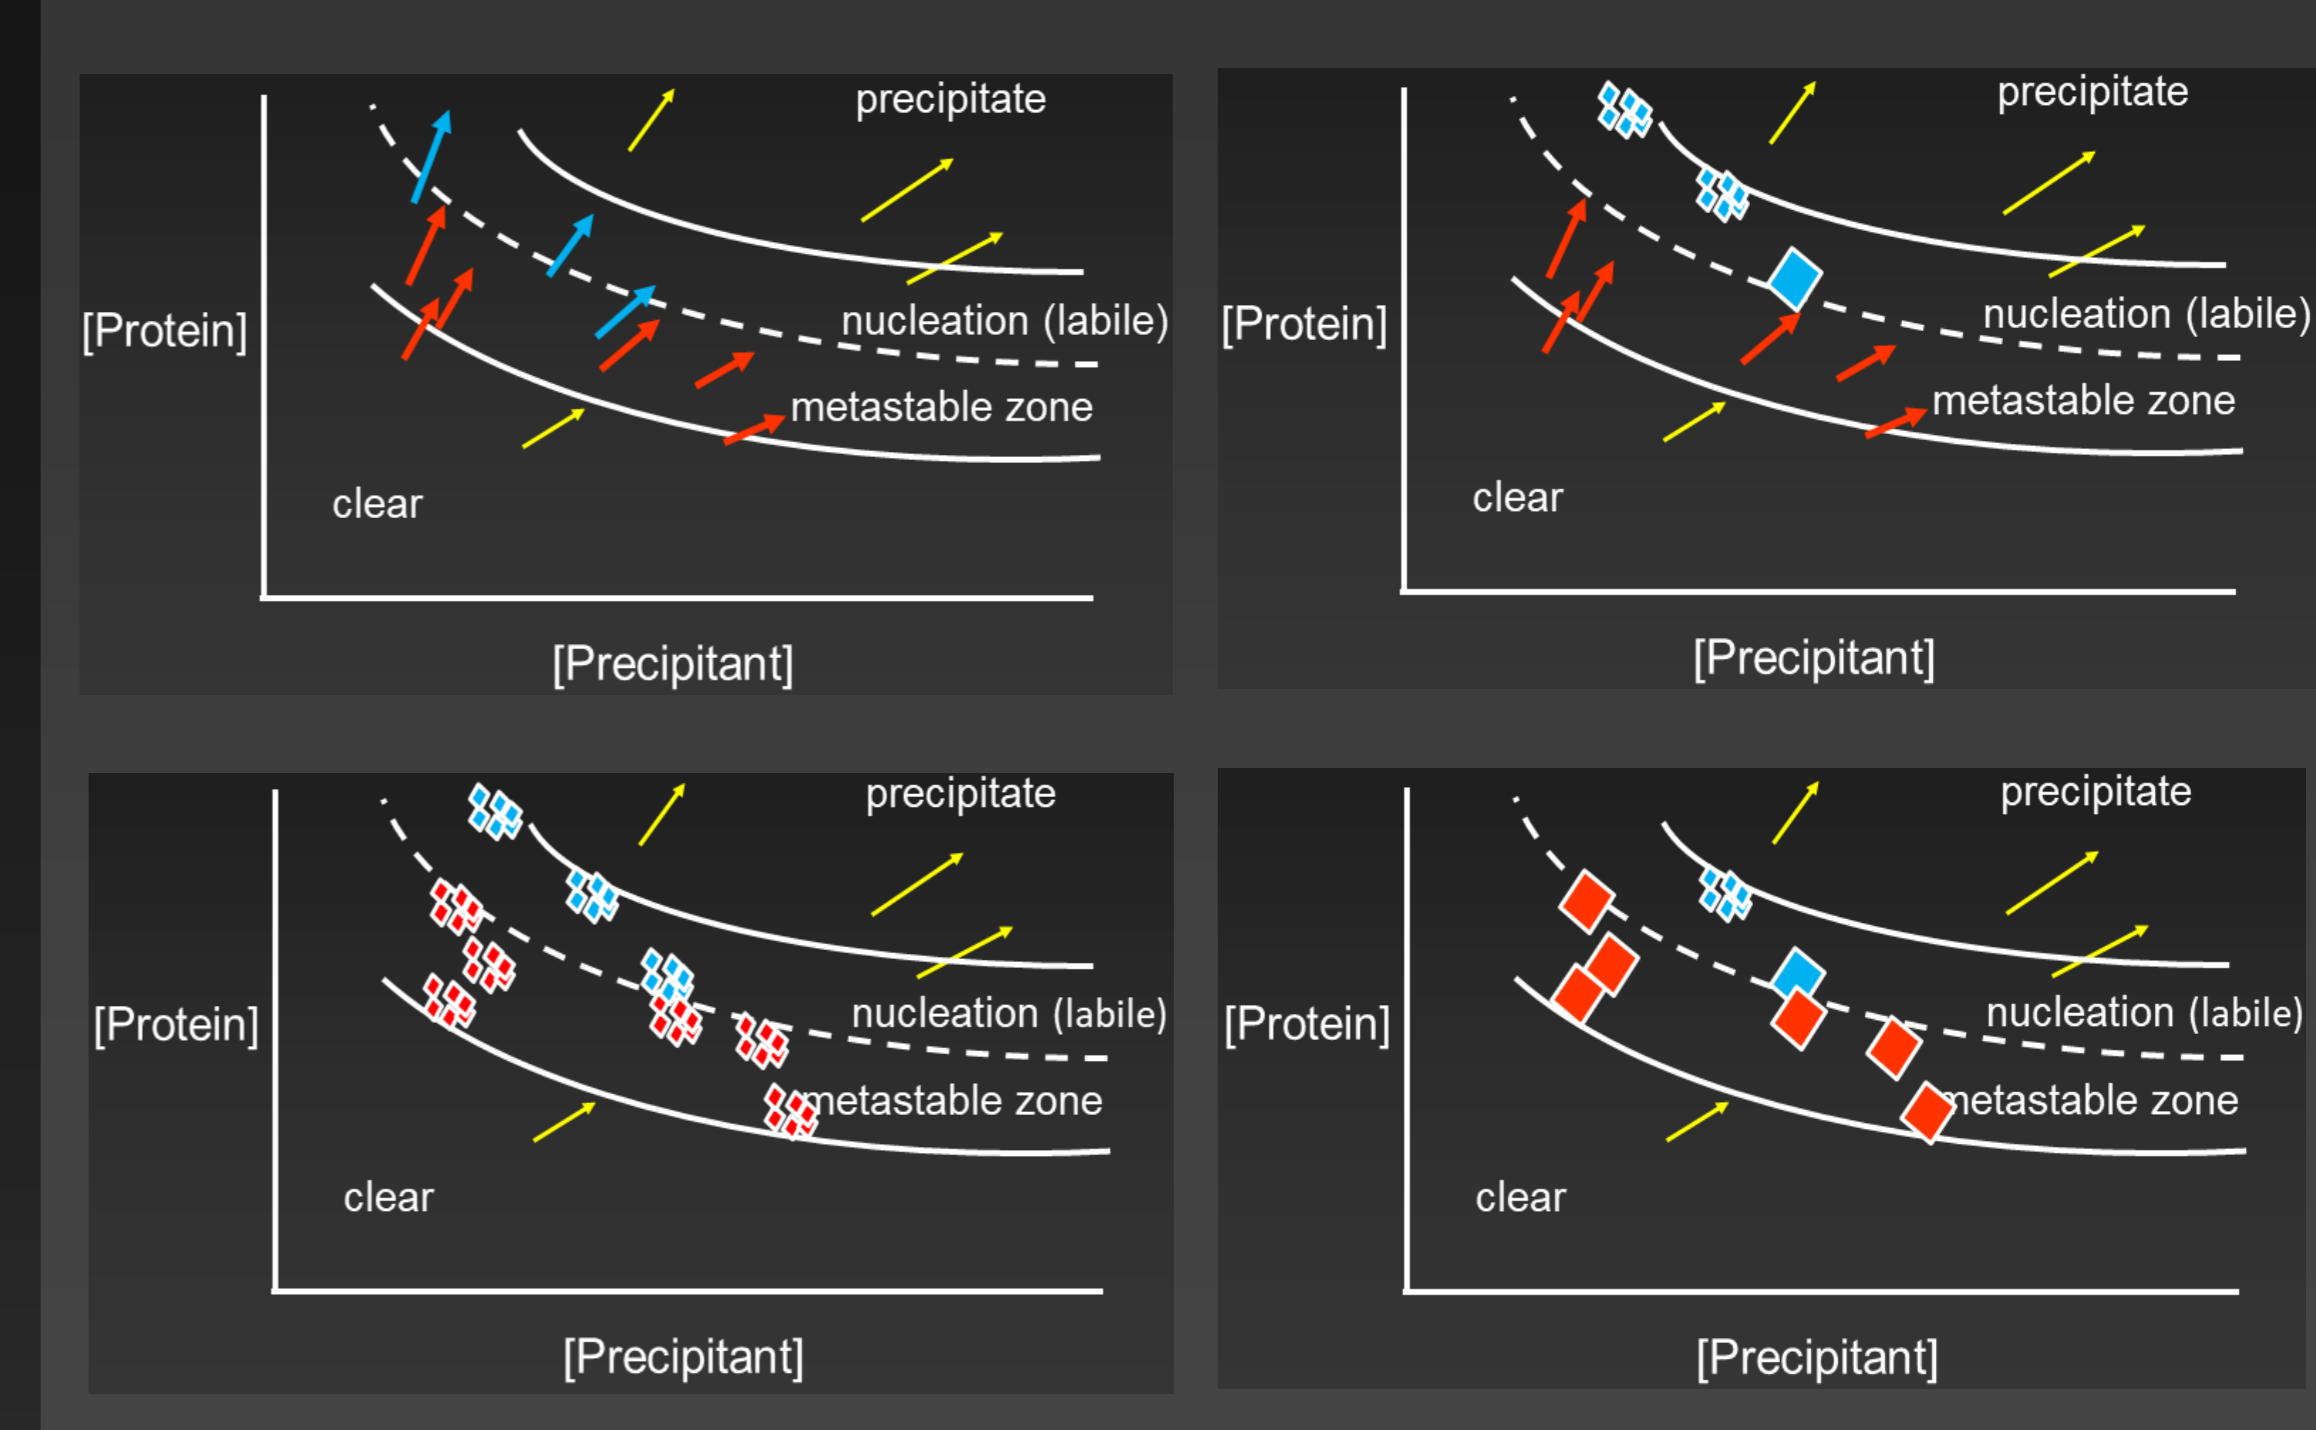 precipitate
[Protein]
nucleation (labile)
metastable zone
clear
[Precipitant]
precipitate
[Protein]
nucleation (labile)
metastable zone
clear
[Precipitant]
precipitate
[Protein]
nucleation (labile)
metastable zone
clear
[Precipitant]
precipitate
[Protein]
nucleation (labile)
metastable zone
clear
[Precipitant]